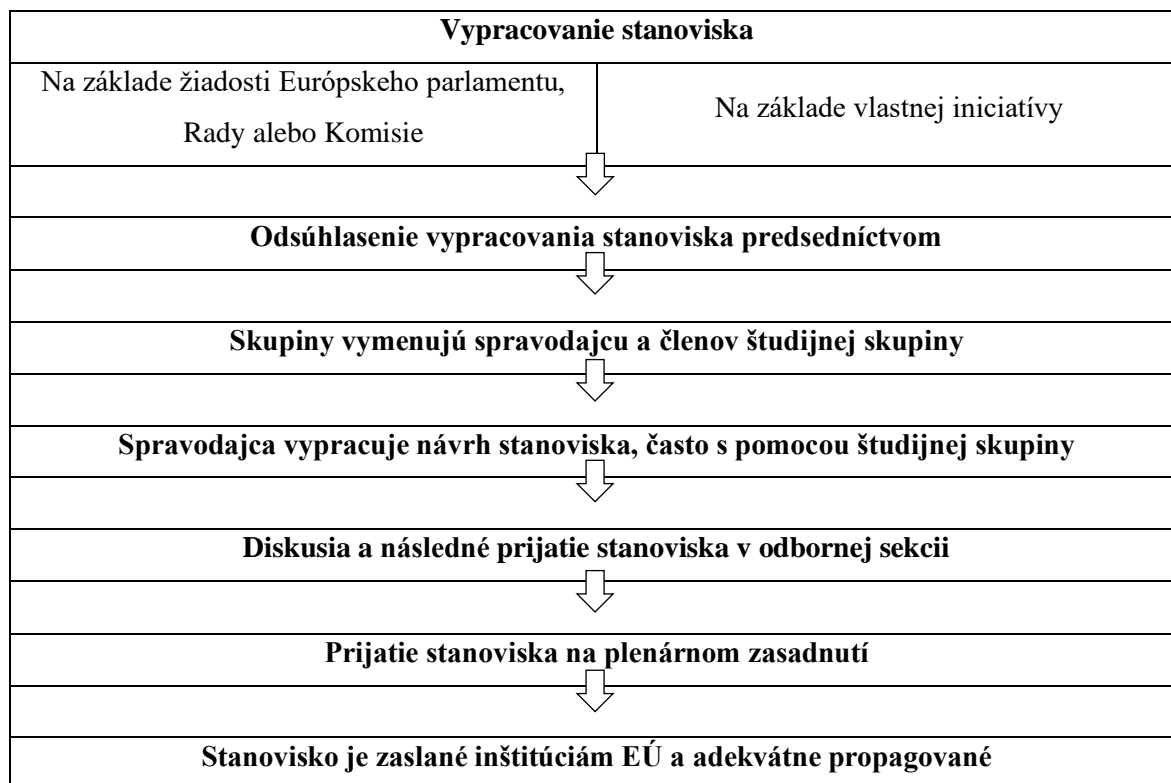 Vypracovanie stanoviska
Na základe žiadosti Európskeho parlamentu,
Rady alebo Komisie
Na základe vlastnej iniciatívy
Odsúhlasenie vypracovania stanoviska predsedníctvom
Skupiny vymenujú spravodajcu a členov študijnej skupiny
Spravodajca vypracuje návrh stanoviska, často s pomocou študijnej skupiny
Diskusia a následné prijatie stanoviska v odbornej sekcii
Prijatie stanoviska na plenárnom zasadnutí
Stanovisko je zaslané inštitúciám EÚ a adekvátne propagované